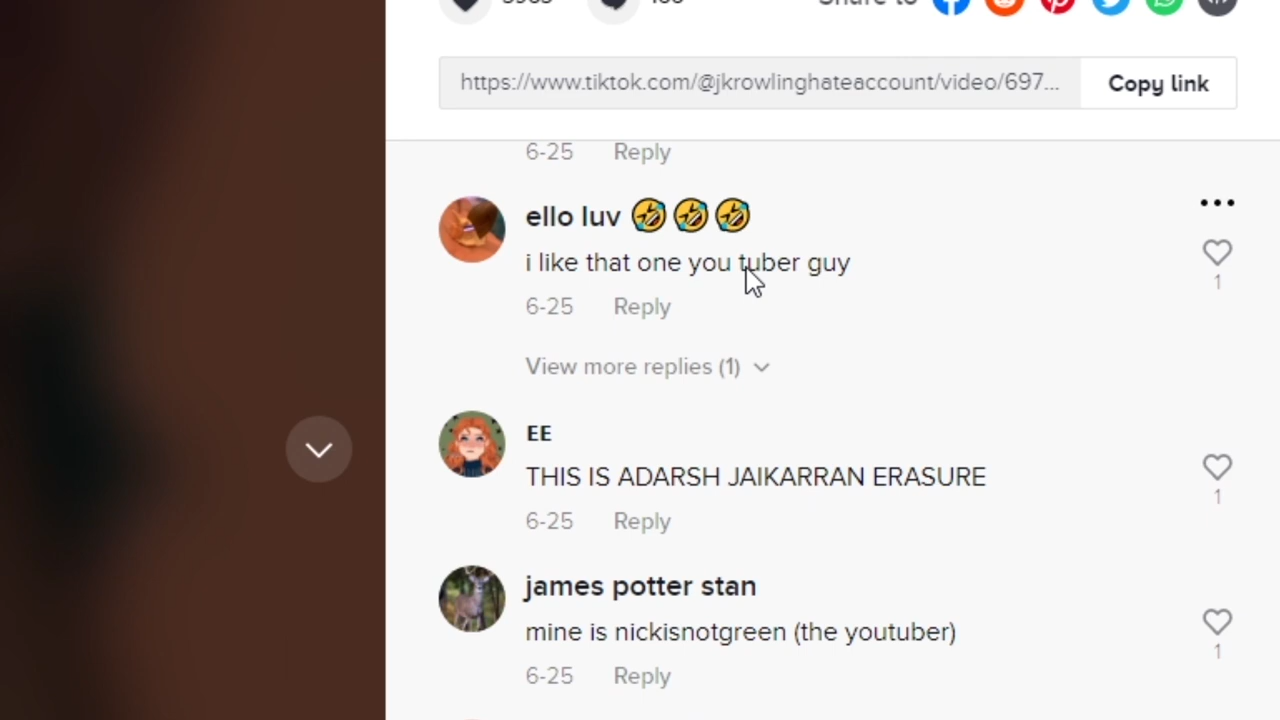 Share to
https://www.tiktok.com/@jkrowlinghateaccount/video/697...
Copy link
6-25 Reply
ello luv 🤣🤣🤣
i like that one you tuber guy
1
6-25 Reply
View more replies (1)
EE
THIS IS ADARSH JAIKARRAN ERASURE
1
6-25 Reply
james potter stan
mine is nickisnotgreen (the youtuber)
1
6-25 Reply